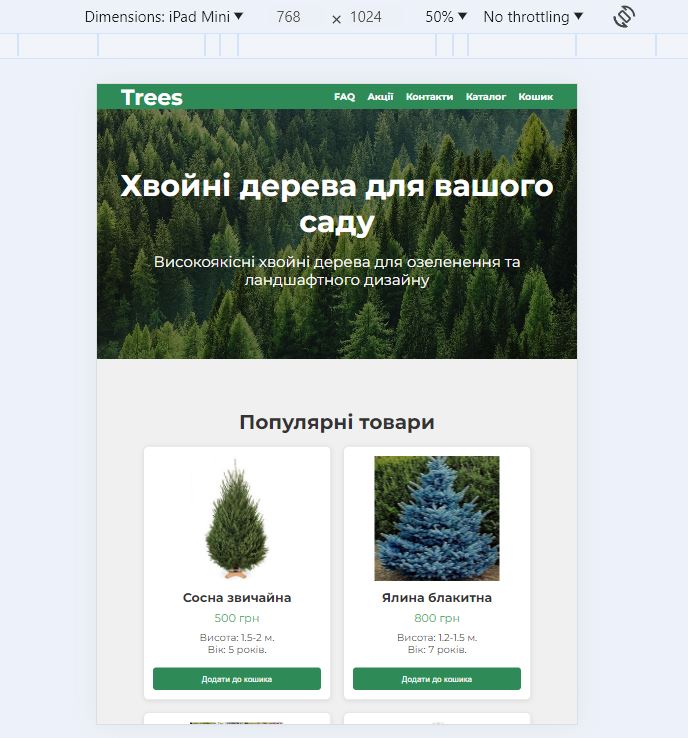 Dimensions: iPad Mini 768 × 1024 50% No throttling
Trees FAQ Акції Контакти Каталог Кошик
Хвойні дерева для вашого
саду
Високоякісні хвойні дерева для озеленення та
ландшафтного дизайну
Популярні товари
Сосна звичайна
500 грн
Висота: 1.5-2 м.
Вік: 5 років.
Додати до кошика
Ялина блакитна
800 грн
Висота: 1.2-1.5 м.
Вік: 7 років.
Додати до кошика